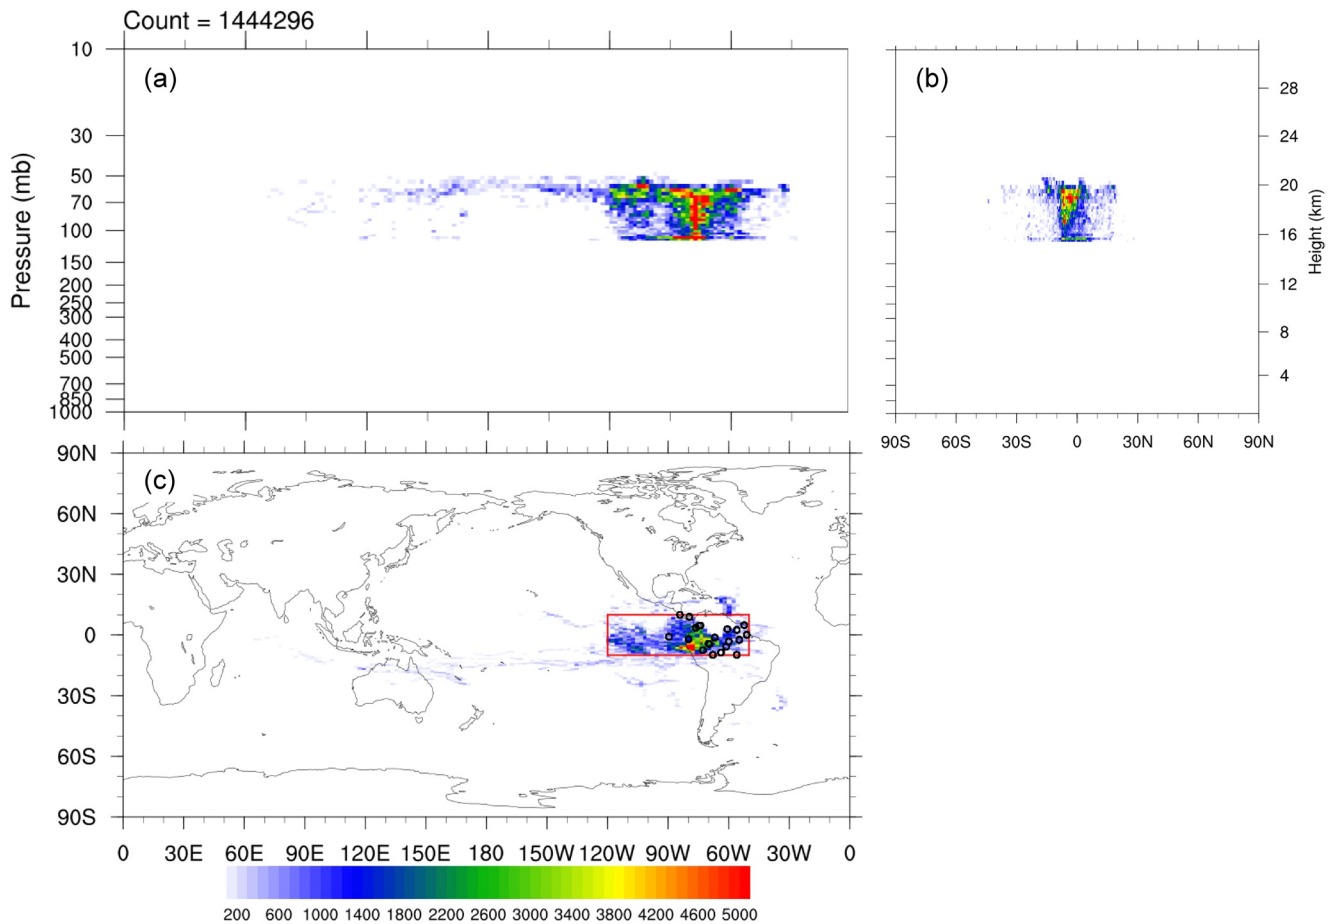 Count = 1444296
(a)
10
30
50
70
100
150
200
250
300
400
500
700
850
1000
Pressure (mb)
(b)
28
24
20
16
12
8
4
Height (km)
90S 60S 30S 0 30N 60N 90N
(c)
90N
60N
30N
0
30S
60S
90S
0 30E 60E 90E 120E 150E 180 150W 120W 90W 60W 30W 0
200 600 1000 1400 1800 2200 2600 3000 3400 3800 4200 4600 5000